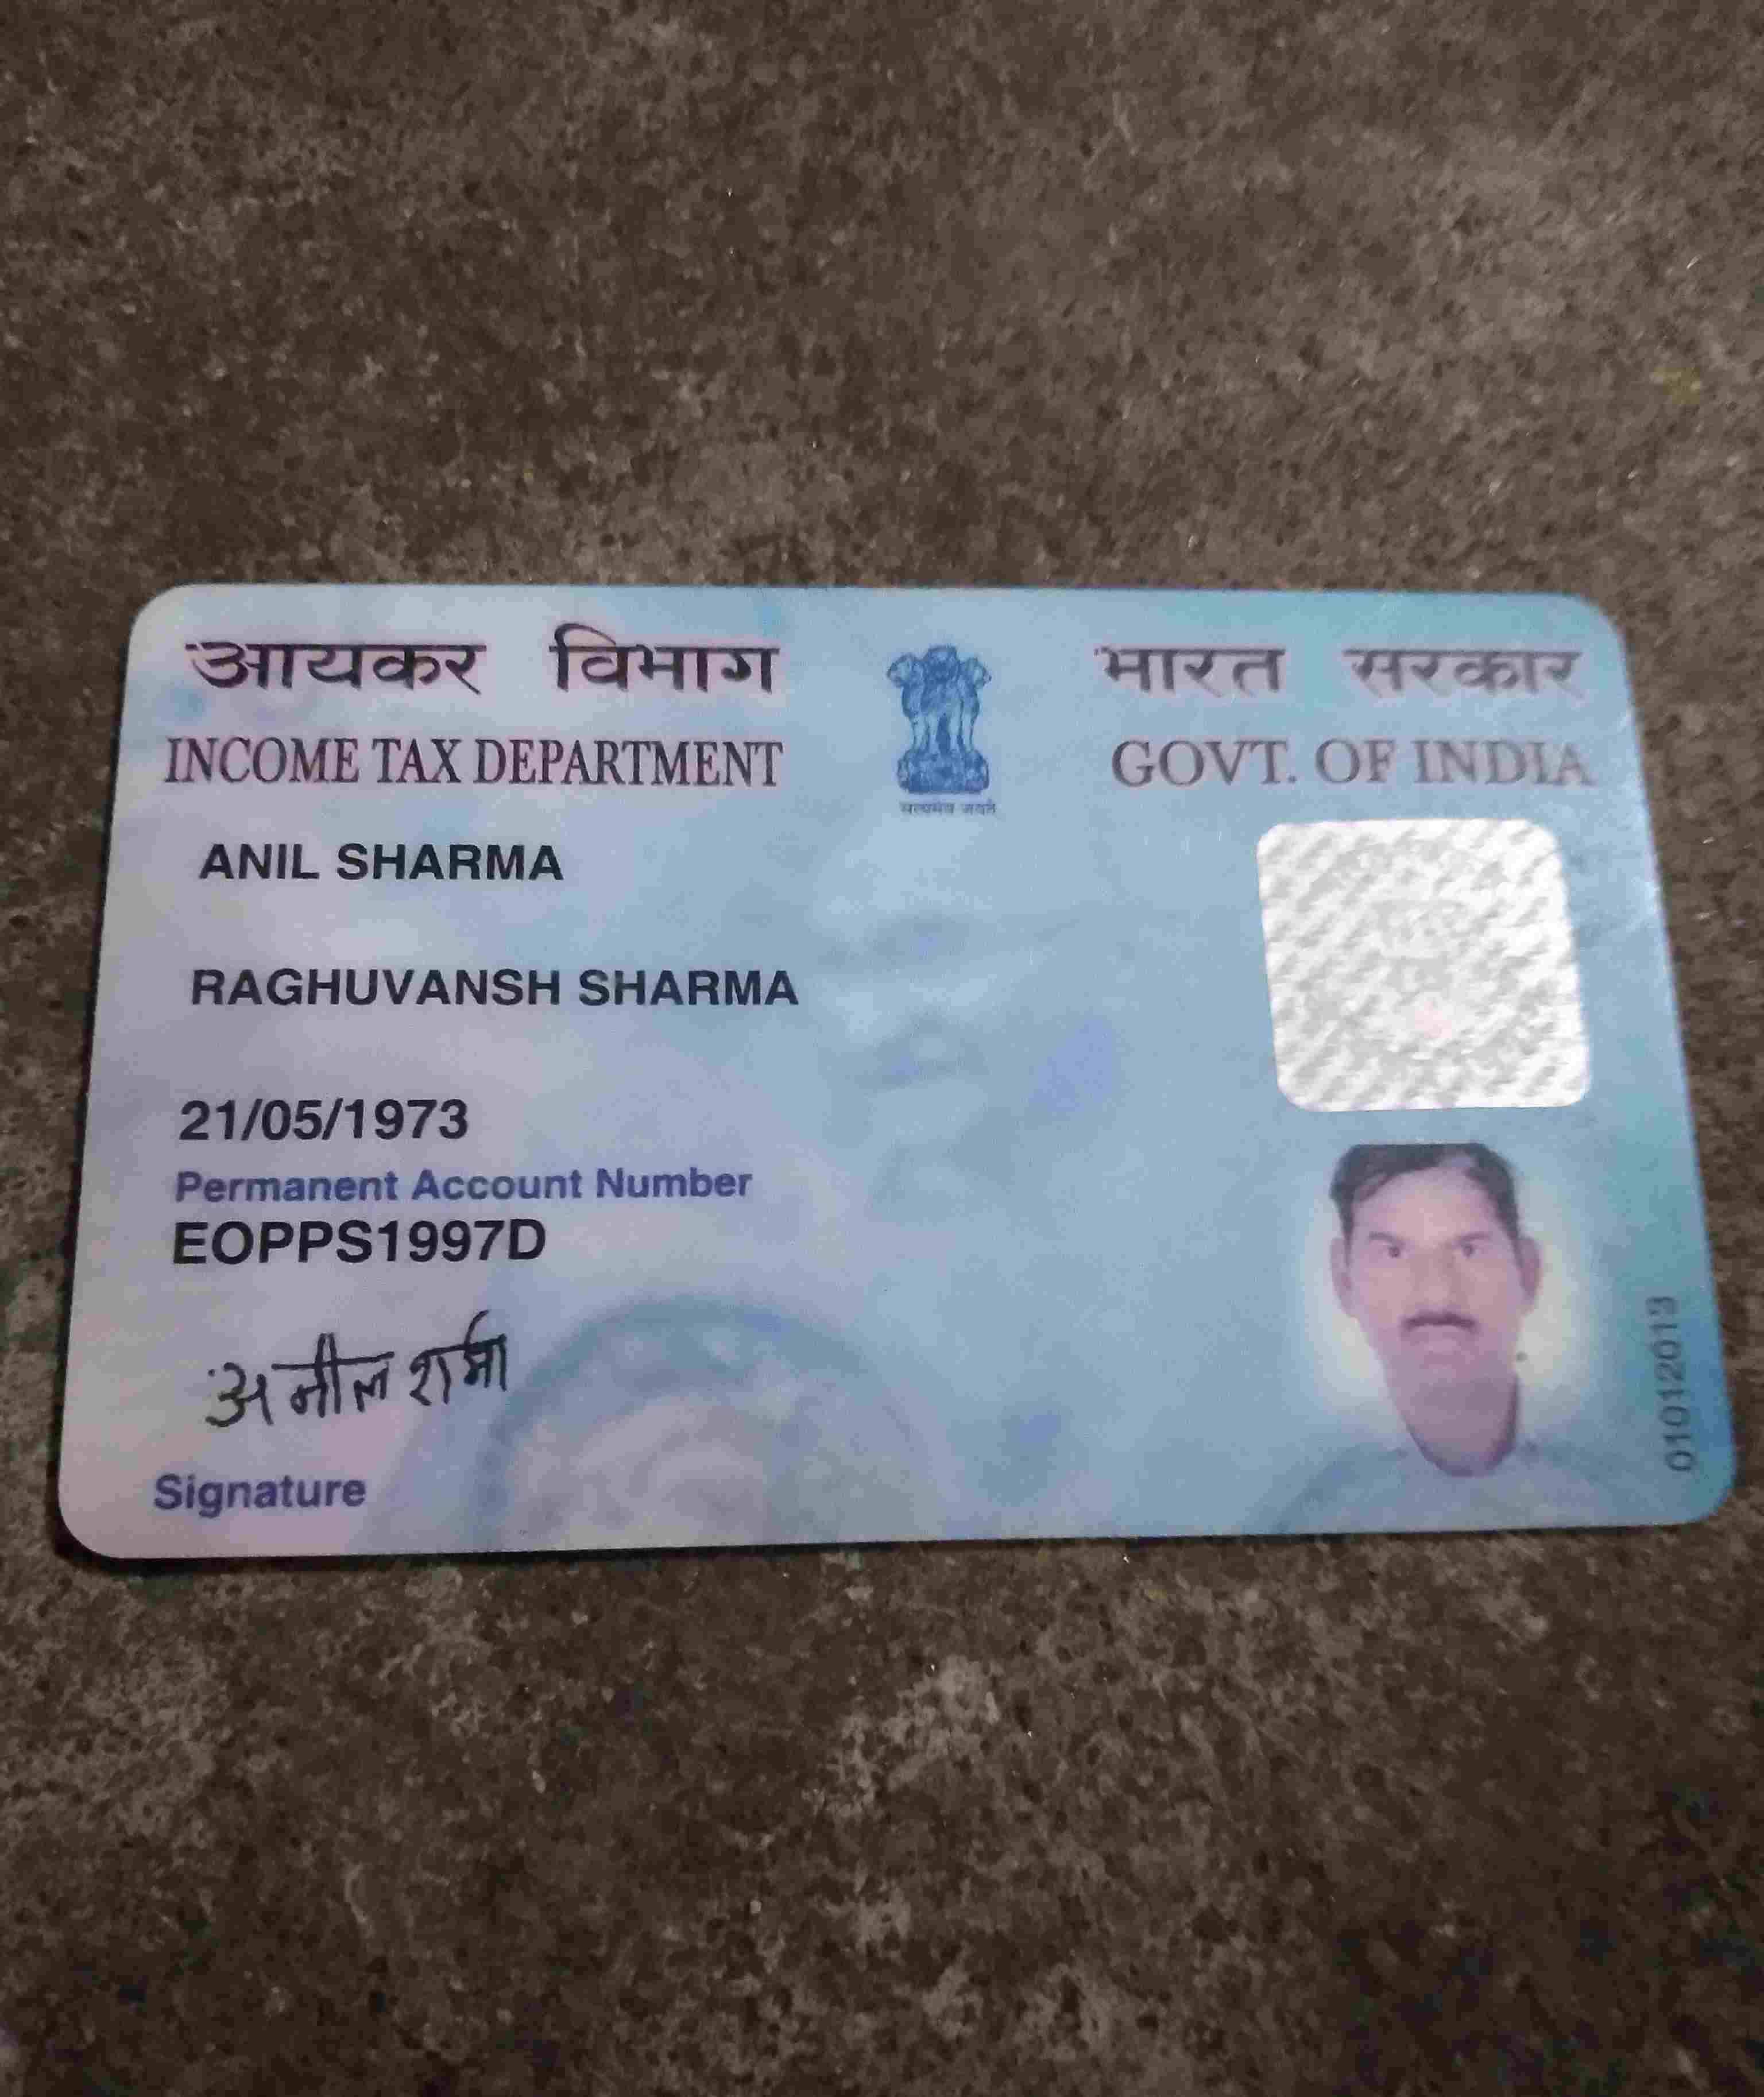 आयकर विभाग
INCOME TAX DEPARTMENT
सत्यमेव जयते
भारत सरकार
GOVT. OF INDIA
ANIL SHARMA
RAGHUVANSH SHARMA
21/05/1973
Permanent Account Number
EOPPS1997D
अनील शर्मा
Signature
01012013